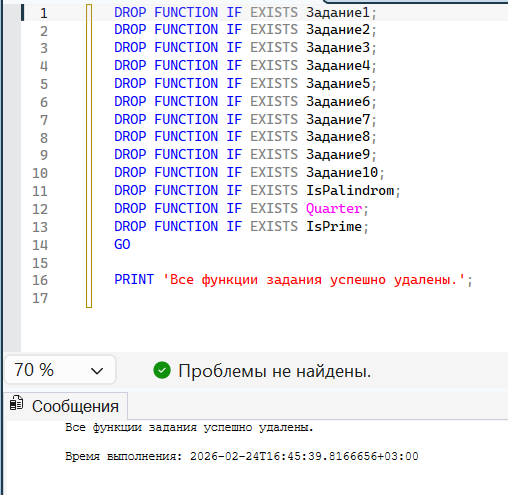 1 DROP FUNCTION IF EXISTS Задание1;
2 DROP FUNCTION IF EXISTS Задание2;
3 DROP FUNCTION IF EXISTS Задание3;
4 DROP FUNCTION IF EXISTS Задание4;
5 DROP FUNCTION IF EXISTS Задание5;
6 DROP FUNCTION IF EXISTS Задание6;
7 DROP FUNCTION IF EXISTS Задание7;
8 DROP FUNCTION IF EXISTS Задание8;
9 DROP FUNCTION IF EXISTS Задание9;
10 DROP FUNCTION IF EXISTS Задание10;
11 DROP FUNCTION IF EXISTS IsPalindrom;
12 DROP FUNCTION IF EXISTS Quarter;
13 DROP FUNCTION IF EXISTS IsPrime;
14 GO
15
16 PRINT 'Все функции задания успешно удалены.';
17
70 % Проблемы не найдены.
Сообщения
Все функции задания успешно удалены.
Время выполнения: 2026-02-24T16:45:39.8166656+03:00